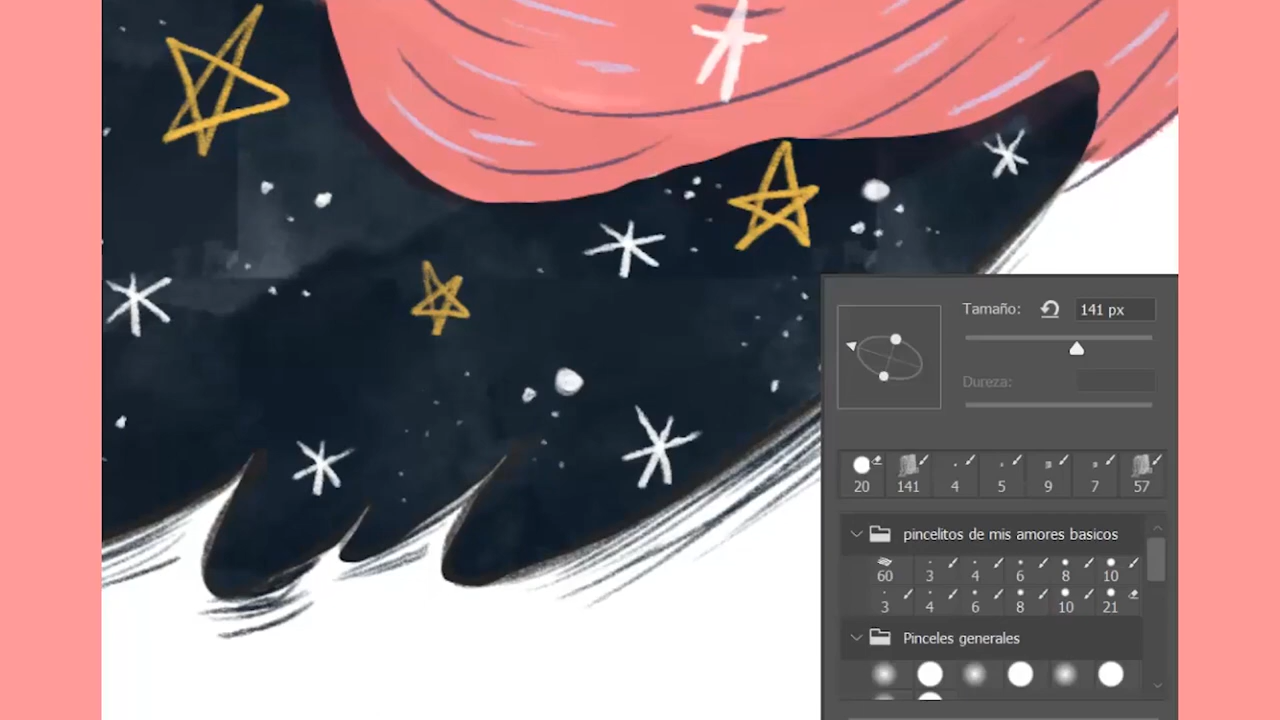 Tamaño: 141 px
Dureza:
20 141 4 5 9 7 57
pincelitos de mis amores basicos
60 3 4 6 8 10
3 4 6 8 10 21
Pinceles generales